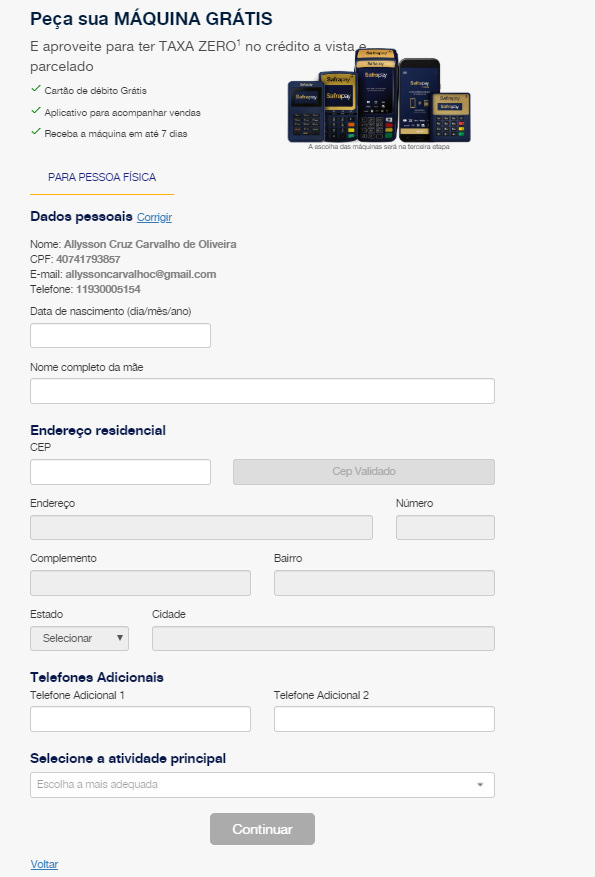 Peça sua MÁQUINA GRÁTIS
E aproveite para ter TAXA ZERO¹ no crédito a vista e
parcelado
Cartão de débito Grátis
Aplicativo para acompanhar vendas
Receba a máquina em até 7 dias
Safrapay Safrapay Safrapay Safrapay Safrapay
A escolha das máquinas será na terceira etapa
PARA PESSOA FÍSICA
Dados pessoais Corrigir
Nome: Allysson Cruz Carvalho de Oliveira
CPF: 40741793857
E-mail: allyssoncarvalhoc@gmail.com
Telefone: 11930005154
Data de nascimento (dia/mês/ano)
Nome completo da mãe
Endereço residencial
CEP
Cep Validado
Endereço Número
Complemento Bairro
Estado Cidade
Selecionar
Telefones Adicionais
Telefone Adicional 1 Telefone Adicional 2
Selecione a atividade principal
Escolha a mais adequada
Continuar
Voltar